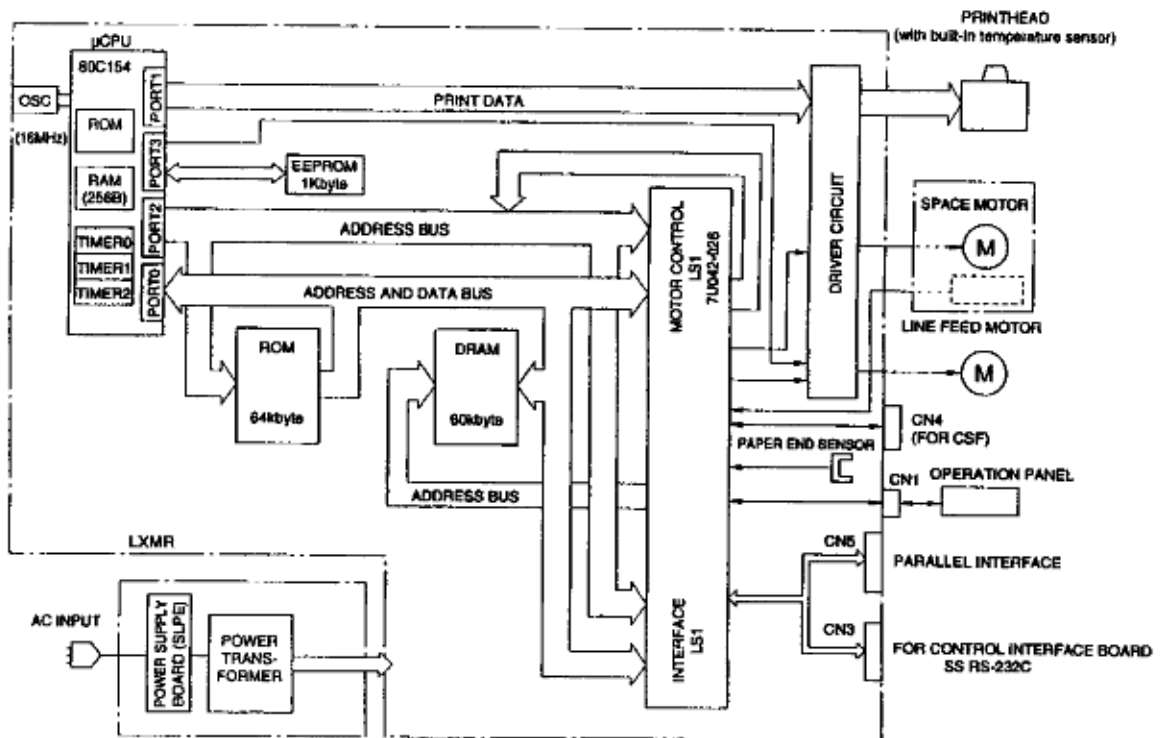 PRINTHEAD
(with built-in temperature sensor)
µCPU
80C154
OSC
(16MHz)
ROM
RAM
(256B)
TIMER0
TIMER1
TIMER2
PORT1
PORT3
PORT2
PORT0
PRINT DATA
EEPROM
1Kbyte
ADDRESS BUS
ADDRESS AND DATA BUS
ROM
64kbyte
DRAM
60kbyte
ADDRESS BUS
MOTOR CONTROL
LS1
7U042-026
INTERFACE
LS1
DRIVER CIRCUIT
SPACE MOTOR
M
LINE FEED MOTOR
M
CN4
(FOR CSF)
PAPER END SENSOR
CN1
OPERATION PANEL
CN5
PARALLEL INTERFACE
CN3
FOR CONTROL INTERFACE BOARD
SS RS-232C
LXMR
AC INPUT
POWER SUPPLY
BOARD (SLPE)
POWER
TRANS-
FORMER